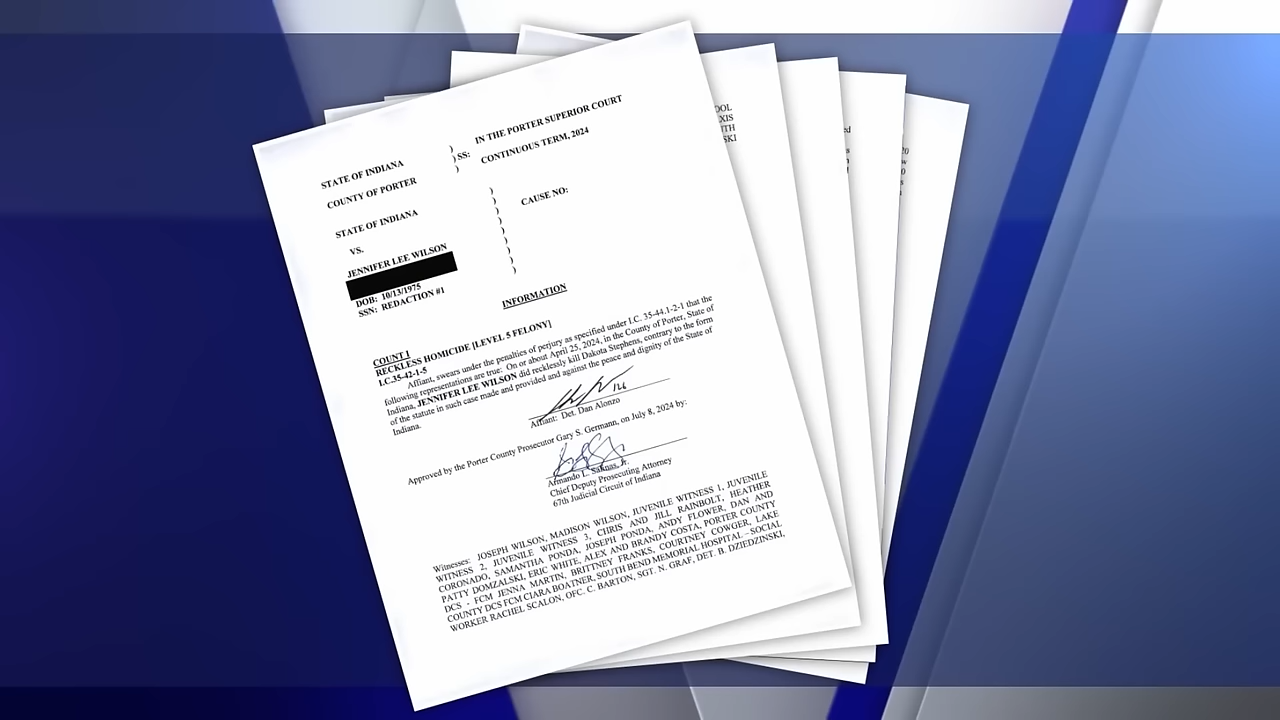 IN THE PORTER SUPERIOR COURT
STATE OF INDIANA
) SS:
CONTINUOUS TERM, 2024
COUNTY OF PORTER
STATE OF INDIANA
CAUSE NO:
VS.
JENNIFER LEE WILSON
DOB: 10/13/1975
SSN: REDACTION #1
INFORMATION
COUNT I
RECKLESS HOMICIDE [LEVEL 5 FELONY]
I.C.35-42-1-5
Affiant, swears under the penalties of perjury as specified under I.C. 35-44.1-2-1 that the
following representations are true: On or about April 25, 2024, in the County of Porter, State of
Indiana, JENNIFER LEE WILSON did recklessly kill Dakota Stephens, contrary to the form
of the statute in such case made and provided and against the peace and dignity of the State of
Indiana.
126
Affiant: Det. Dan Alonzo
Approved by the Porter County Prosecutor Gary S. Germann, on July 8, 2024 by:
Armando L. Salinas, Jr.
Chief Deputy Prosecuting Attorney
67th Judicial Circuit of Indiana
Witnesses: JOSEPH WILSON, MADISON WILSON, JUVENILE WITNESS 1, JUVENILE
WITNESS 2, JUVENILE WITNESS 3, CHRIS AND JILL RAINBOLT, HEATHER
CORONADO, SAMANTHA PONDA, JOSEPH PONDA, ANDY FLOWER, DAN AND
PATTY DOMZALSKI, ERIC WHITE, ALEX AND BRANDY COSTA, PORTER COUNTY
DCS - FCM JENNA MARTIN, BRITTNEY FRANKS, COURTNEY COWGER, LAKE
COUNTY DCS FCM CIARA BOATNER, SOUTH BEND MEMORIAL HOSPITAL – SOCIAL
WORKER RACHEL SCALON, OFC. C. BARTON, SGT. N. GRAF, DET. B. DZIEDZINSKI,
OOL
XIS
ITH
SKI
ed
20